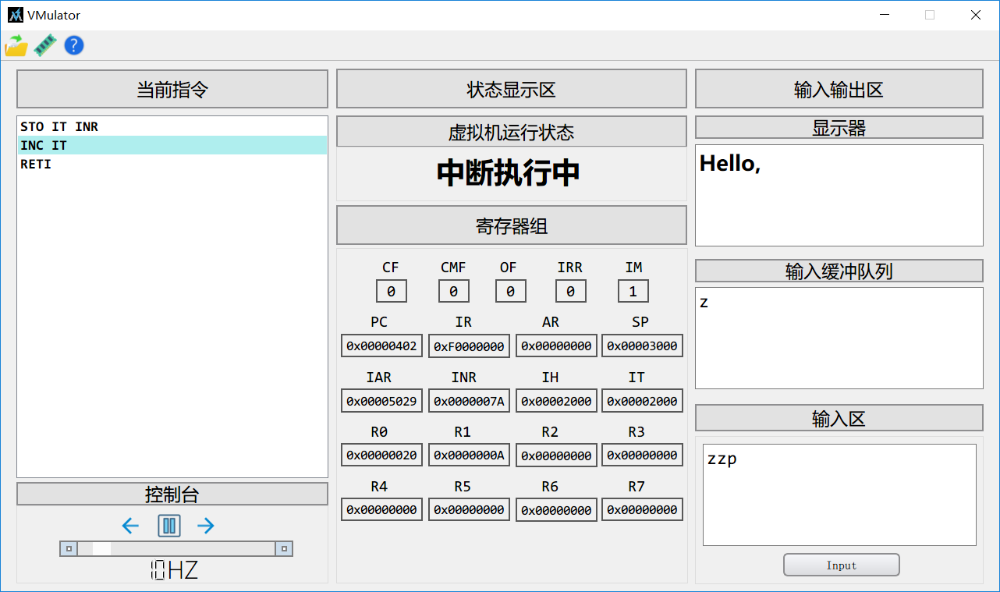 VMulator
当前指令
STO IT INR
INC IT
RETI
控制台
10HZ
状态显示区
虚拟机运行状态
中断执行中
寄存器组
CF CMF OF IRR IM
0 0 0 0 1
PC IR AR SP
0x00000402 0xF0000000 0x00000000 0x00003000
IAR INR IH IT
0x00005029 0x0000007A 0x00002000 0x00002000
R0 R1 R2 R3
0x00000020 0x0000000A 0x00000000 0x00000000
R4 R5 R6 R7
0x00000000 0x00000000 0x00000000 0x00000000
输入输出区
显示器
Hello,
输入缓冲队列
z
输入区
zzp
Input